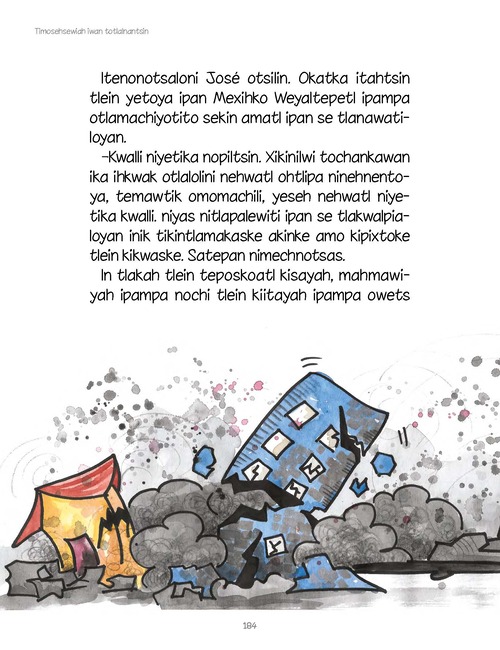 Timosehsewiah iwan totlalnantsin
Itenonotsaloni José otsilin. Okatka itahtsin
tlein yetoya ipan Mexihko Weyaltepetl ipampa
otlamachiyotito sekin amatl ipan se tlanawati-
loyan.
–Kwalli niyetika nopiltsin. Xikinilwi tochankawan
ika ihkwak otlalolini nehwatl ohtlipa ninehnento-
ya, temawtik omomachili, yeseh nehwatl niye-
tika kwalli. niyas nitlapalewiti ipan se tlakwalpia-
loyan inik tikintlamakaske akinke amo kipixtoke
tlein kikwaske. Satepan nimechnotsas.
In tlakah tlein teposkoatl kisayah, mahmawi-
yah ipampa nochi tlein kiitayah ipampa owets
184